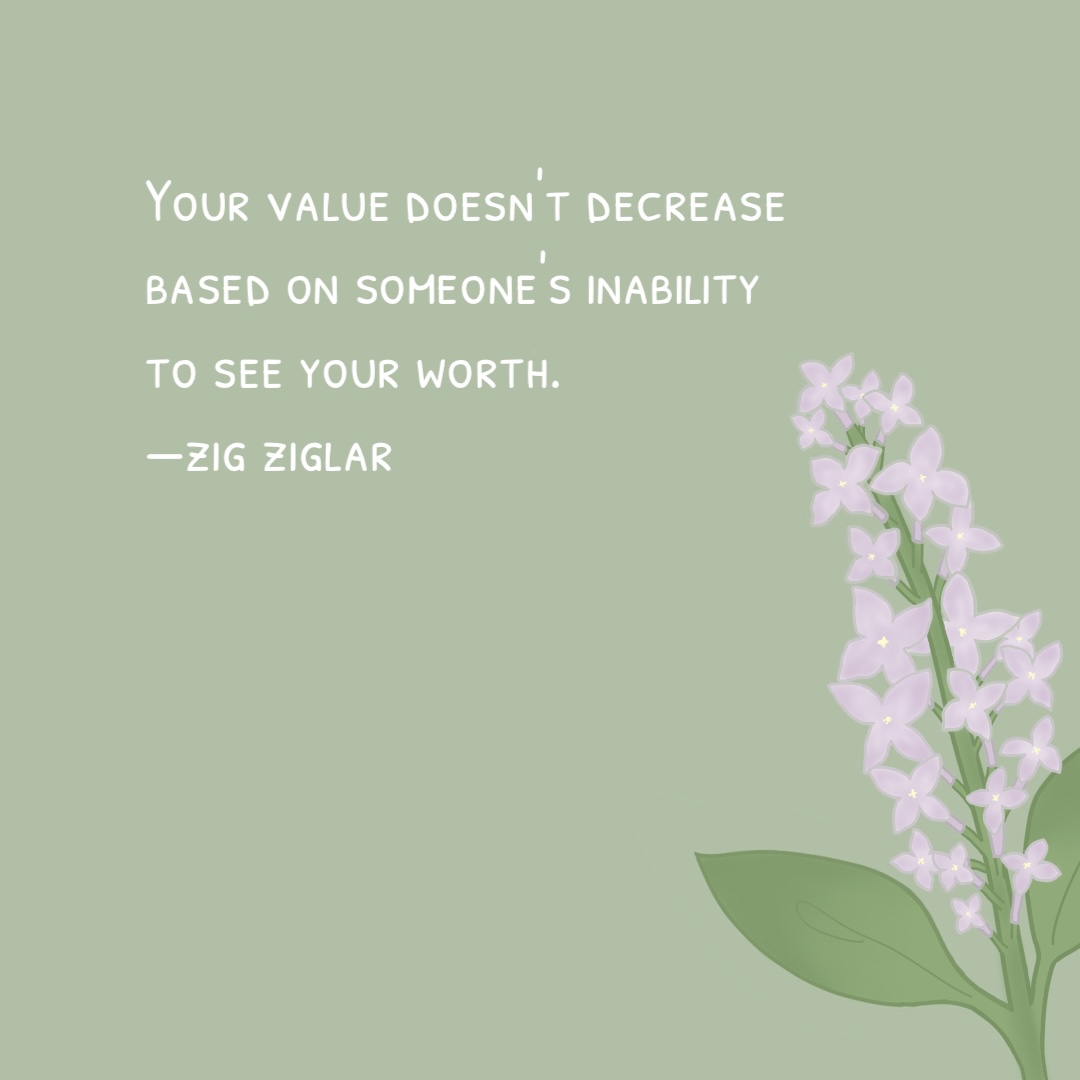 Your value doesn't decrease
based on someone's inability
to see your worth.
—Zig Ziglar